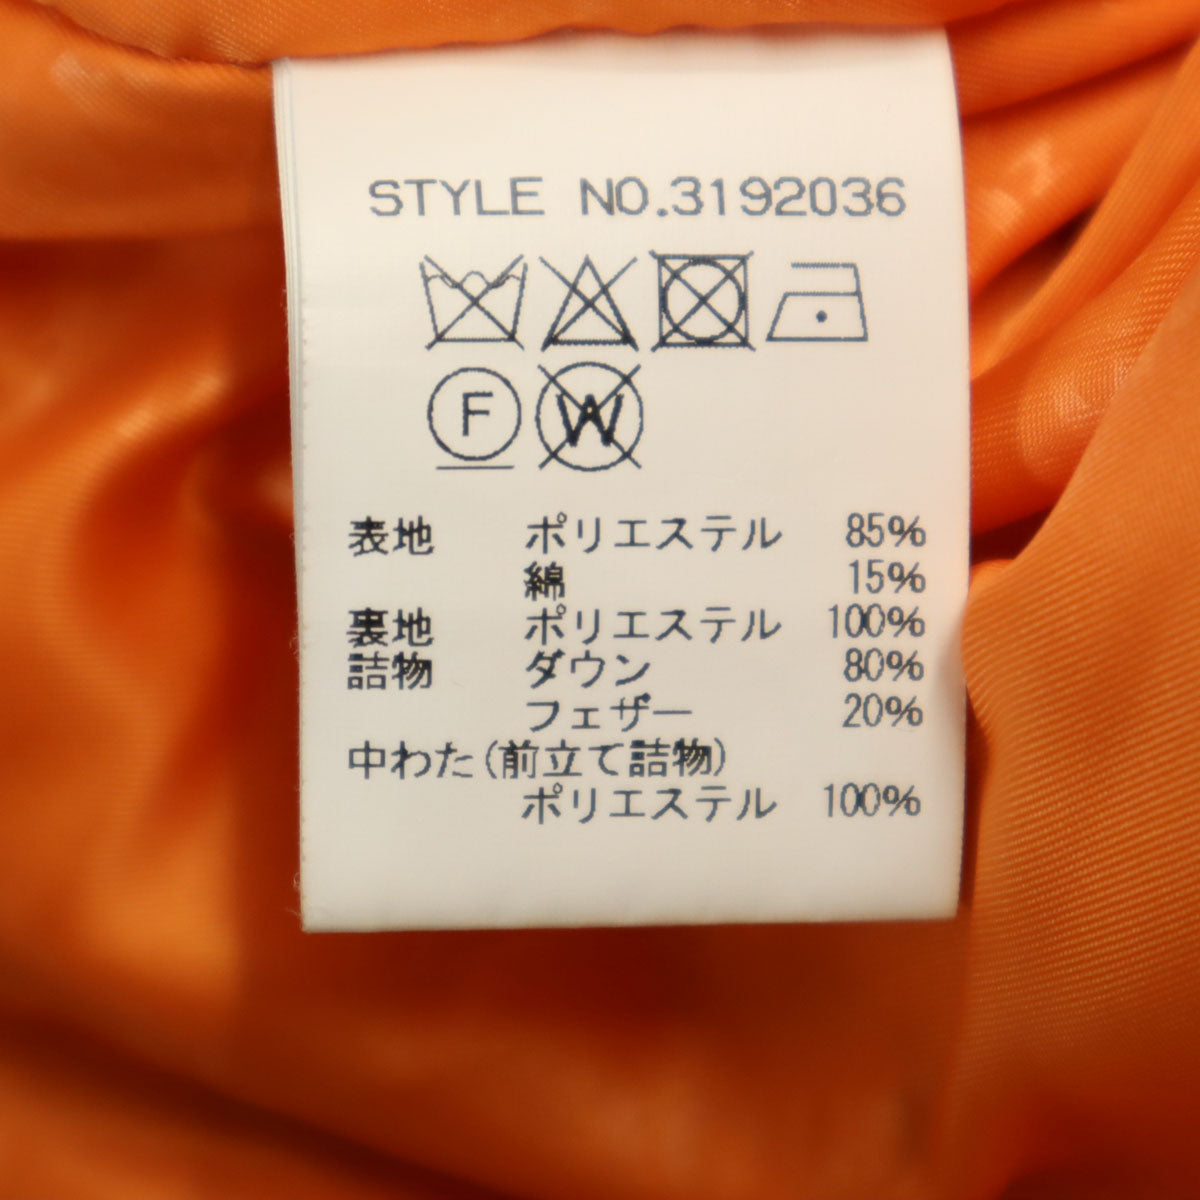 STYLE NO.3192036
F W
表地 ポリエステル 85%
綿 15%
裏地 ポリエステル 100%
詰物 ダウン 80%
フェザー 20%
中わた(前立て詰物)
ポリエステル 100%